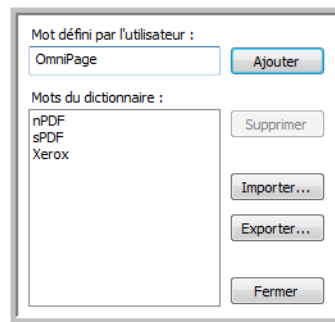 Mot défini par l'utilisateur :
OmniPage
Ajouter
Mots du dictionnaire :
nPDF
sPDF
Xerox
Supprimer
Importer...
Exporter...
Fermer